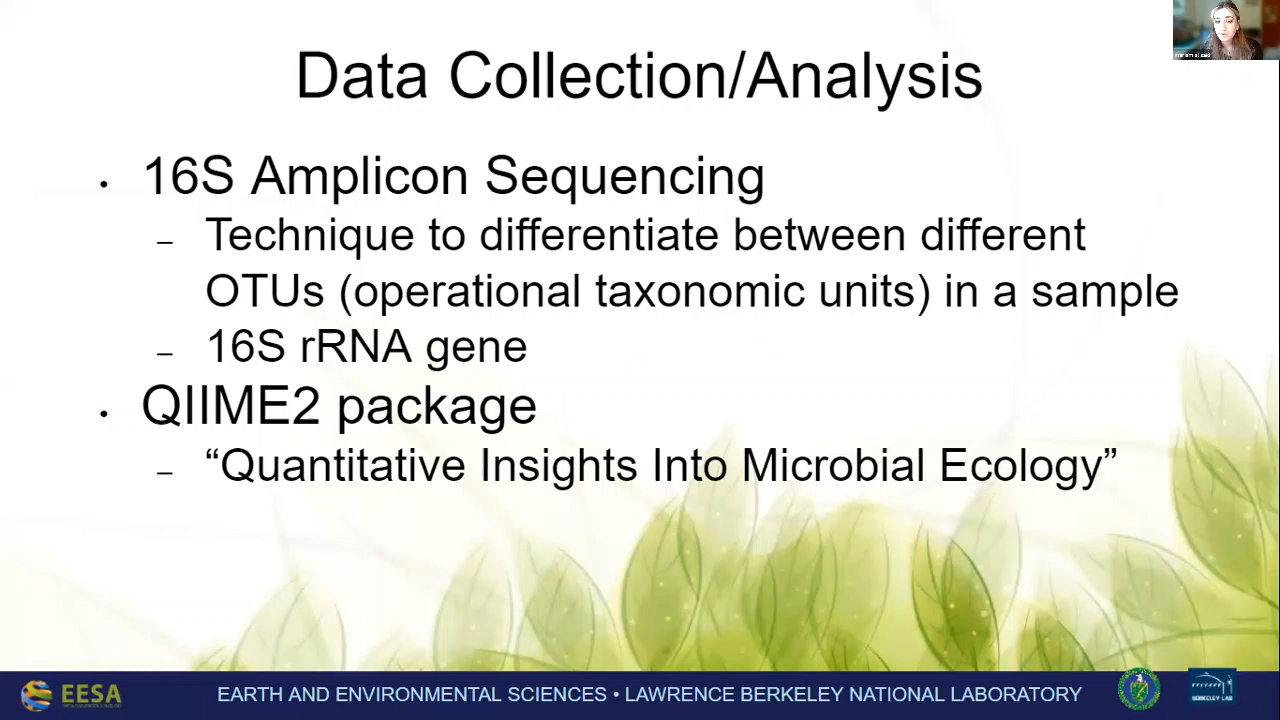 Data Collection/Analysis
• 16S Amplicon Sequencing
– Technique to differentiate between different
OTUs (operational taxonomic units) in a sample
– 16S rRNA gene
• QIIME2 package
– “Quantitative Insights Into Microbial Ecology”
EESA
EARTH AND ENVIRONMENTAL SCIENCES • LAWRENCE BERKELEY NATIONAL LABORATORY
BERKELEY LAB